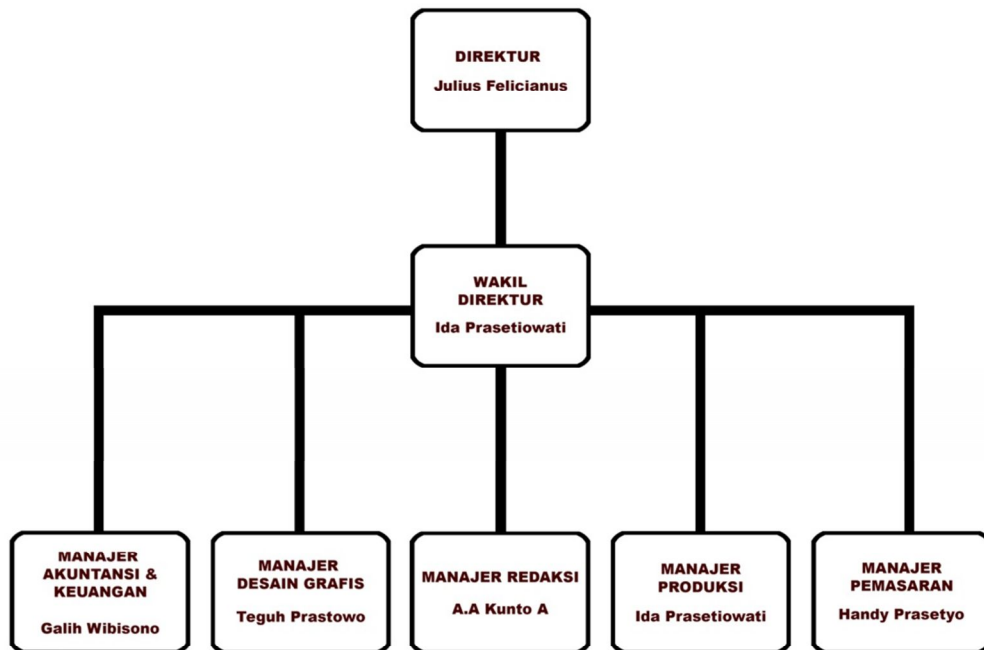 DIREKTUR
Julius Felicianus
WAKIL
DIREKTUR
Ida Prasetiowati
MANAJER
AKUNTANSI &
KEUANGAN
Galih Wibisono
MANAJER
DESAIN GRAFIS
Teguh Prastowo
MANAJER REDAKSI
A.A Kunto A
MANAJER
PRODUKSI
Ida Prasetiowati
MANAJER
PEMASARAN
Handy Prasetyo